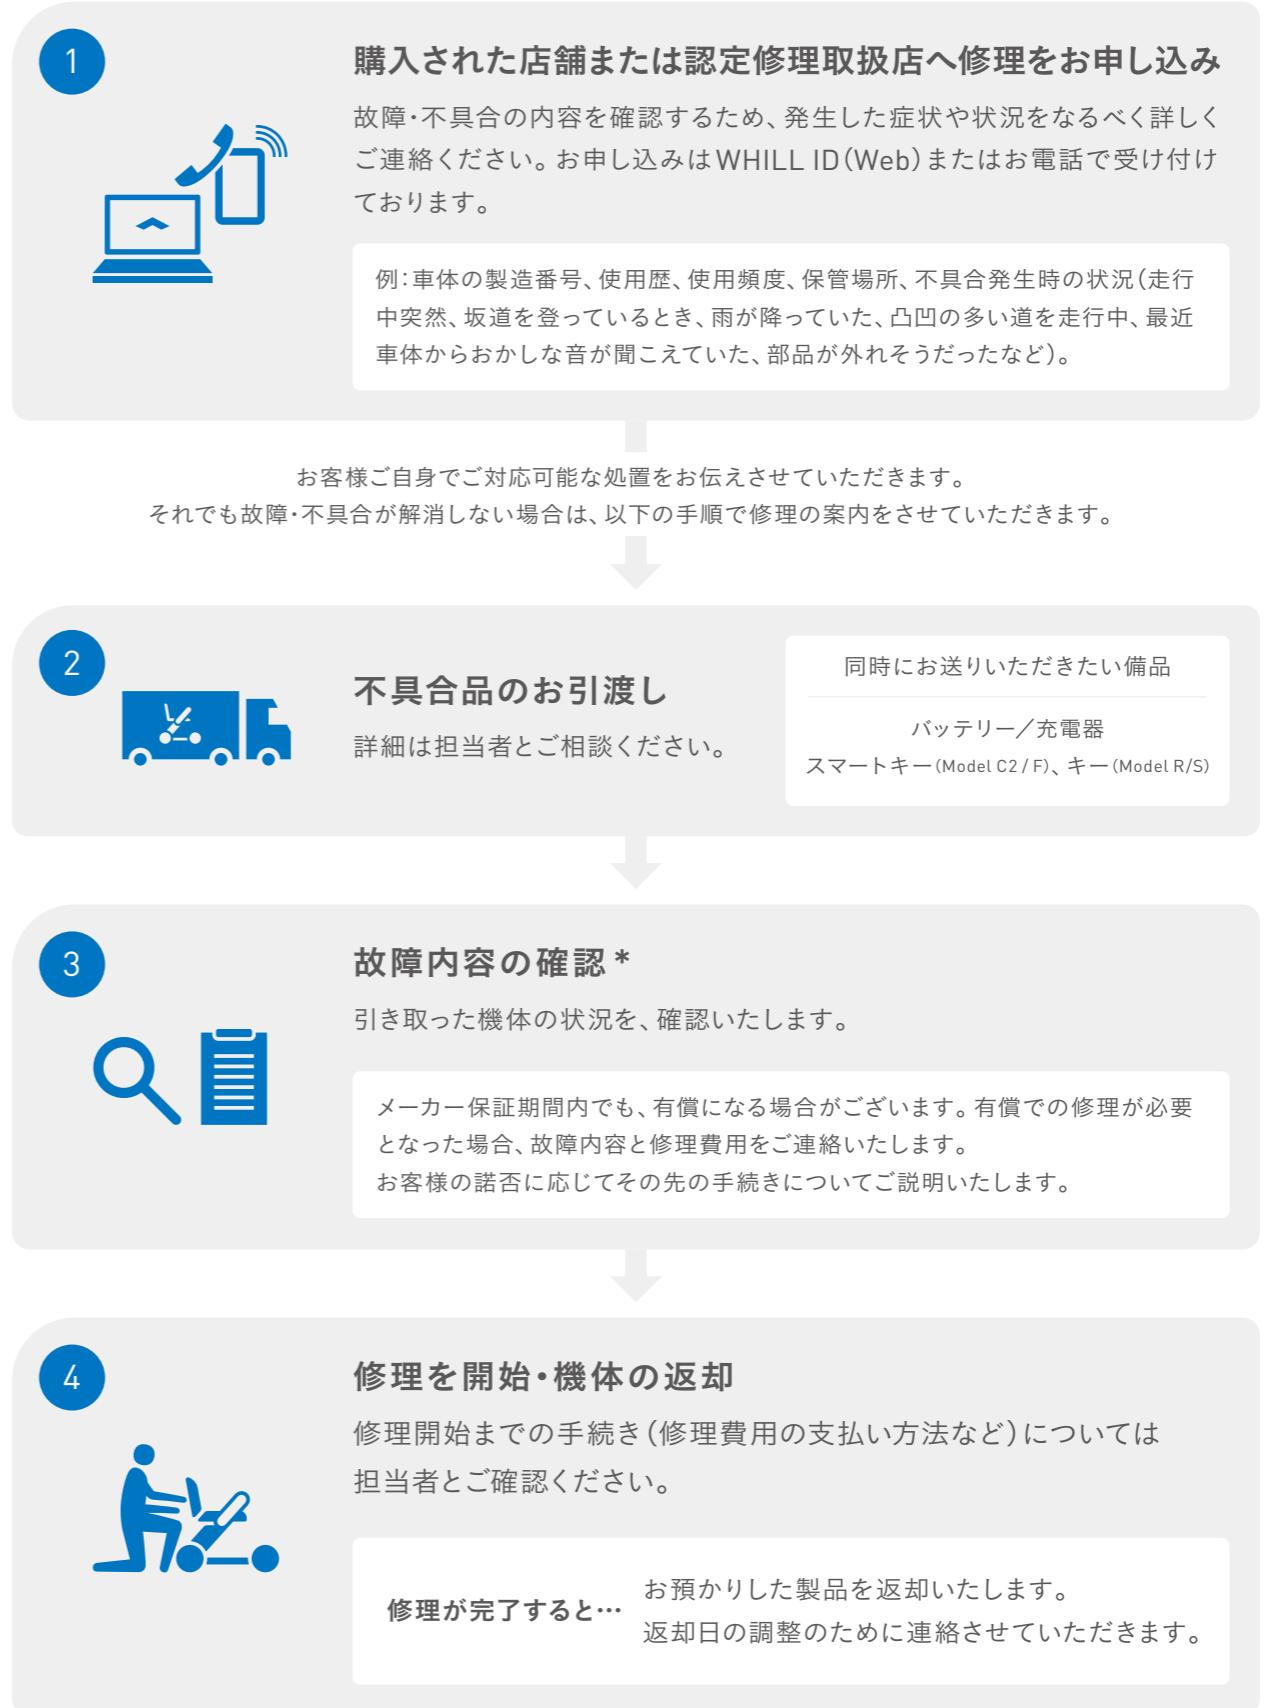 1
購入された店舗または認定修理取扱店へ修理をお申し込み
故障・不具合の内容を確認するため、発生した症状や状況をなるべく詳しく
ご連絡ください。お申し込みはWHILL ID(Web)またはお電話で受け付け
ております。
例：車体の製造番号、使用歴、使用頻度、保管場所、不具合発生時の状況（走行
中突然、坂道を登っているとき、雨が降っていた、凸凹の多い道を走行中、最近
車体からおかしな音が聞こえていた、部品が外れそうだったなど）。
お客様ご自身でご対応可能な処置をお伝えさせていただきます。
それでも故障・不具合が解消しない場合は、以下の手順で修理の案内をさせていただきます。
2
不具合品のお引渡し
詳細は担当者とご相談ください。
同時にお送りいただきたい備品
バッテリー／充電器
スマートキー(Model C2 / F)、キー(Model R/S)
3
故障内容の確認*
引き取った機体の状況を、確認いたします。
メーカー保証期間内でも、有償になる場合がございます。有償での修理が必要
となった場合、故障内容と修理費用をご連絡いたします。
お客様の諾否に応じてその先の手続きについてご説明いたします。
4
修理を開始・機体の返却
修理開始までの手続き（修理費用の支払い方法など）については
担当者とご確認ください。
修理が完了すると…
お預かりした製品を返却いたします。
返却日の調整のために連絡させていただきます。